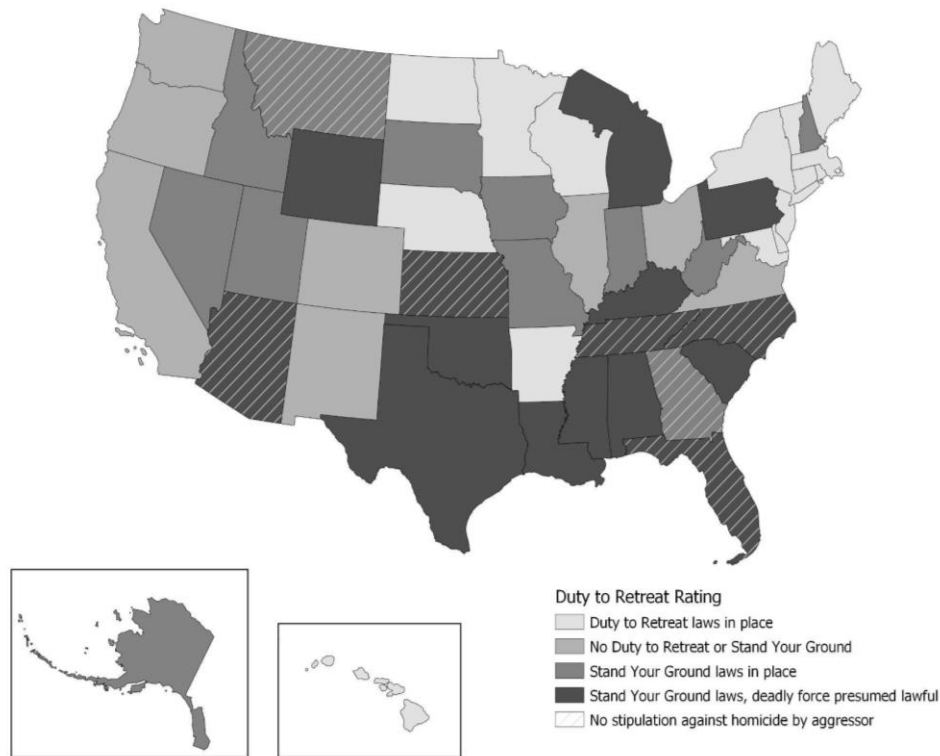 Duty to Retreat Rating
Duty to Retreat laws in place
No Duty to Retreat or Stand Your Ground
Stand Your Ground laws in place
Stand Your Ground laws, deadly force presumed lawful
No stipulation against homicide by aggressor